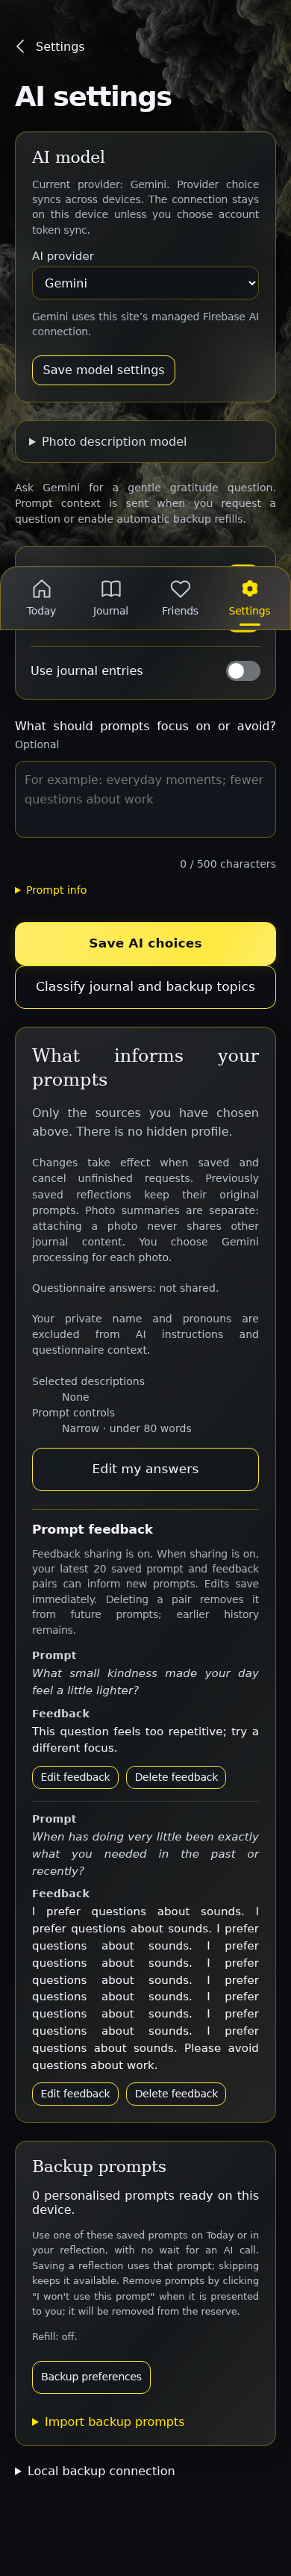 Settings
AI settings
AI model
Current provider: Gemini. Provider choice
syncs across devices. The connection stays
on this device unless you choose account
token sync.
AI provider
Gemini
Gemini uses this site’s managed Firebase AI
connection.
Save model settings
Photo description model
Ask Gemini for a gentle gratitude question.
Prompt context is sent when you request a
question or enable automatic backup refills.
Today
Journal
Friends
Settings
Use journal entries
What should prompts focus on or avoid?
Optional
For example: everyday moments; fewer
questions about work
0 / 500 characters
Prompt info
Save AI choices
Classify journal and backup topics
What informs your
prompts
Only the sources you have chosen
above. There is no hidden profile.
Changes take effect when saved and
cancel unfinished requests. Previously
saved reflections keep their original
prompts. Photo summaries are separate:
attaching a photo never shares other
journal content. You choose Gemini
processing for each photo.
Questionnaire answers: not shared.
Your private name and pronouns are
excluded from AI instructions and
questionnaire context.
Selected descriptions
None
Prompt controls
Narrow · under 80 words
Edit my answers
Prompt feedback
Feedback sharing is on. When sharing is on,
your latest 20 saved prompt and feedback
pairs can inform new prompts. Edits save
immediately. Deleting a pair removes it
from future prompts; earlier history
remains.
Prompt
What small kindness made your day
feel a little lighter?
Feedback
This question feels too repetitive; try a
different focus.
Edit feedback
Delete feedback
Prompt
When has doing very little been exactly
what you needed in the past or
recently?
Feedback
I prefer questions about sounds. I
prefer questions about sounds. I prefer
questions about sounds. I prefer
questions about sounds. I prefer
questions about sounds. I prefer
questions about sounds. I prefer
questions about sounds. I prefer
questions about sounds. I prefer
questions about sounds. Please avoid
questions about work.
Edit feedback
Delete feedback
Backup prompts
0 personalised prompts ready on this
device.
Use one of these saved prompts on Today or in
your reflection, with no wait for an AI call.
Saving a reflection uses that prompt; skipping
keeps it available. Remove prompts by clicking
"I won't use this prompt" when it is presented
to you; it will be removed from the reserve.
Refill: off.
Backup preferences
Import backup prompts
Local backup connection